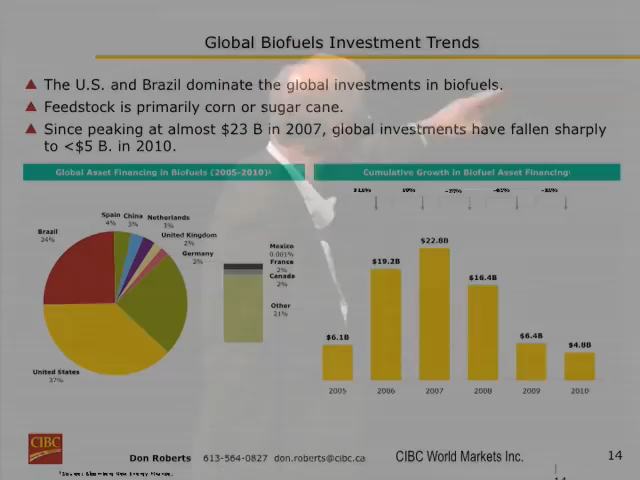 Global Biofuels Investment Trends
The U.S. and Brazil dominate the global investments in biofuels.
Feedstock is primarily corn or sugar cane.
Since peaking at almost $23 B in 2007, global investments have fallen sharply
to <$5 B. in 2010.
Global Asset Financing in Biofuels (2005-2010)¹
Cumulative Growth in Biofuel Asset Financing¹
Spain
4%
China
3%
Netherlands
United Kingdom
2%
Germany
Brazil
24%
United States
37%
Mexico
0.001%
France
2%
Canada
2%
Other
21%
$6.1B
$19.2B
$22.8B
$16.4B
$6.4B
$4.8B
2005 2006 2007 2008 2009 2010
CIBC
Don Roberts 613-564-0827 don.roberts@cibc.ca CIBC World Markets Inc. 14